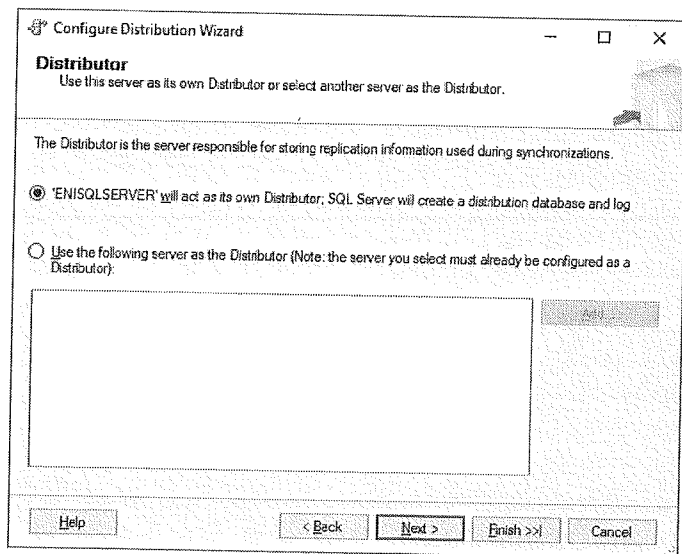 Configure Distribution Wizard
Distributor
Use this server as its own Distributor or select another server as the Distributor.
The Distributor is the server responsible for storing replication information used during synchronizations.
'ENISQLSERVER' will act as its own Distributor; SQL Server will create a distribution database and log
Use the following server as the Distributor (Note: the server you select must already be configured as a
Distributor):
Add...
Help
< Back
Next >
Finish >>|
Cancel